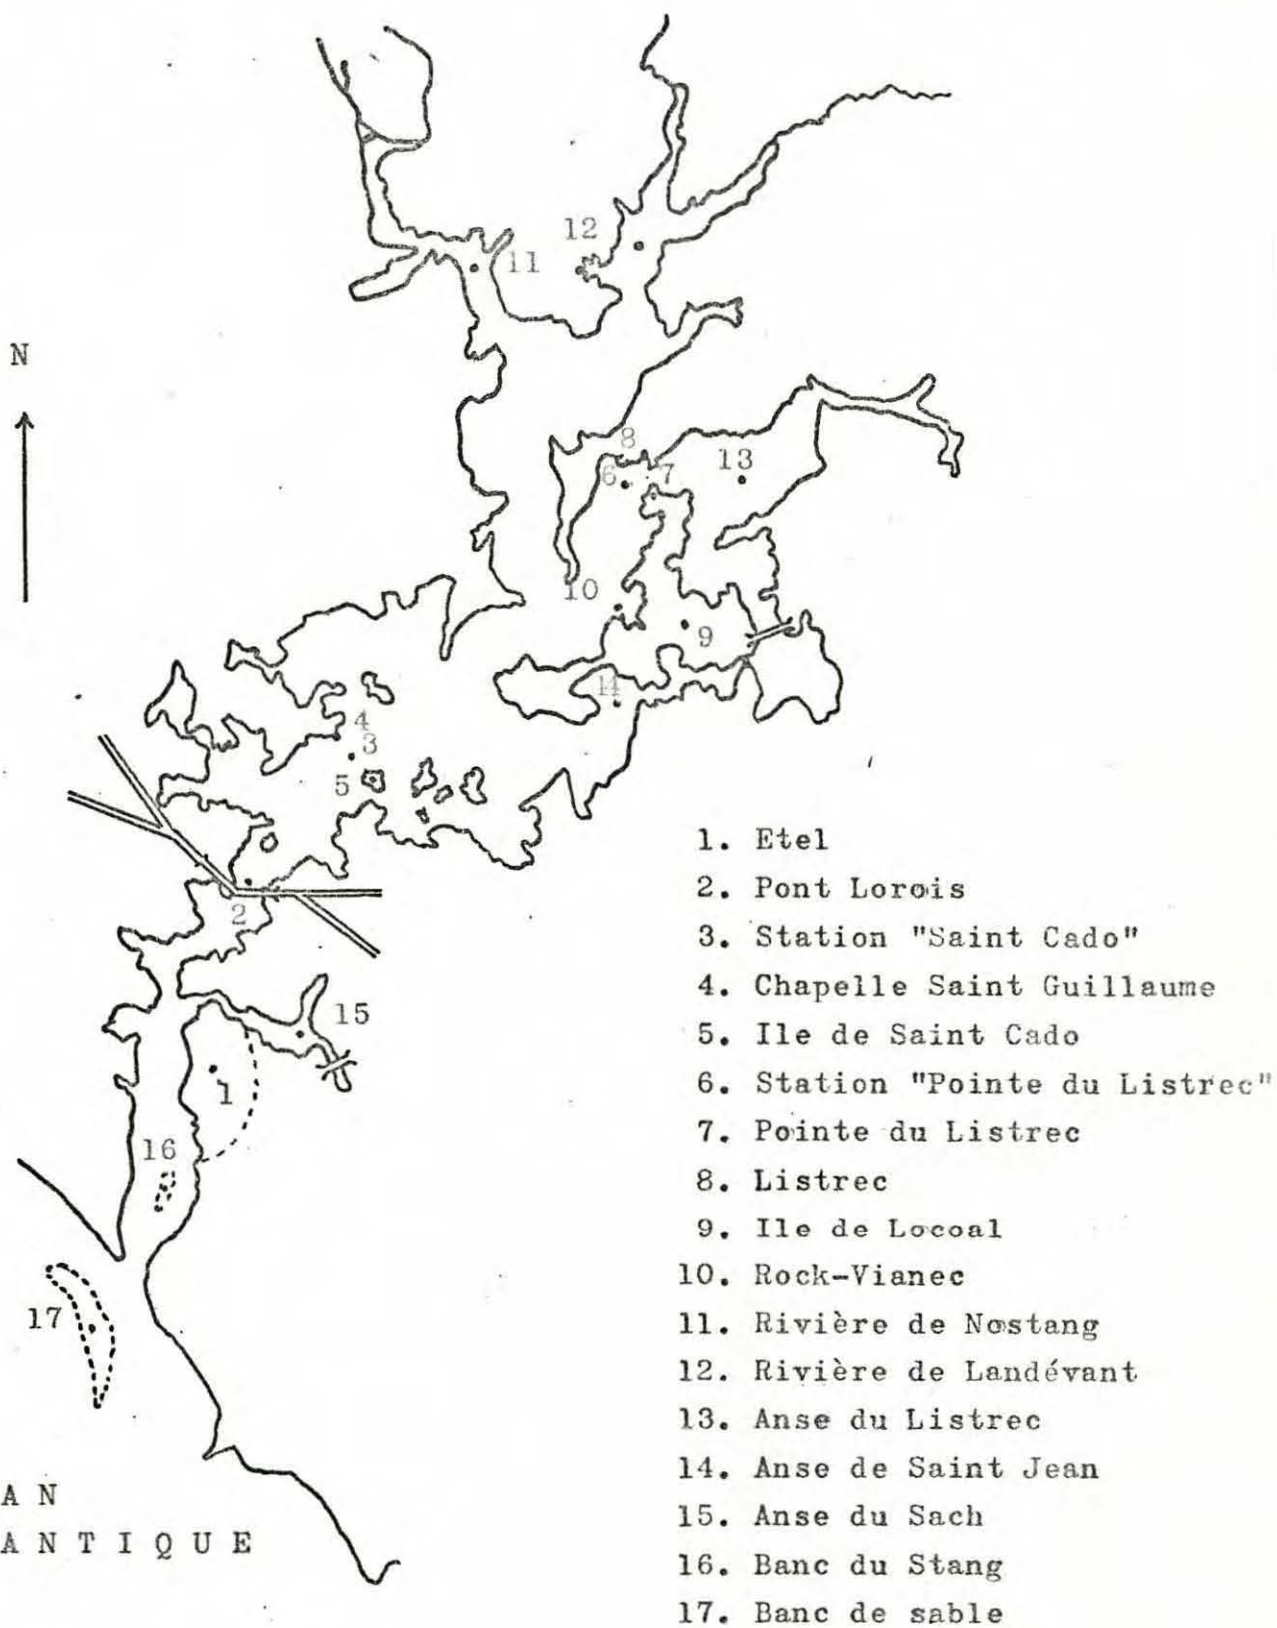 12
11
N
8
6
7
13
10
9
14
4
3
5
2
15
1
16
17
A N
A N T I Q U E
1. Etel
2. Pont Lorois
3. Station "Saint Cado"
4. Chapelle Saint Guillaume
5. Ile de Saint Cado
6. Station "Pointe du Listrec"
7. Pointe du Listrec
8. Listrec
9. Ile de Locoal
10. Rock-Vianec
11. Rivière de Nostang
12. Rivière de Landévant
13. Anse du Listrec
14. Anse de Saint Jean
15. Anse du Sach
16. Banc du Stang
17. Banc de sable